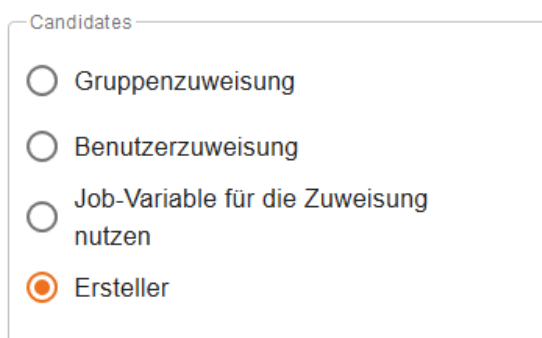 Candidates
Gruppenzuweisung
Benutzerzuweisung
Job-Variable für die Zuweisung
nutzen
Ersteller